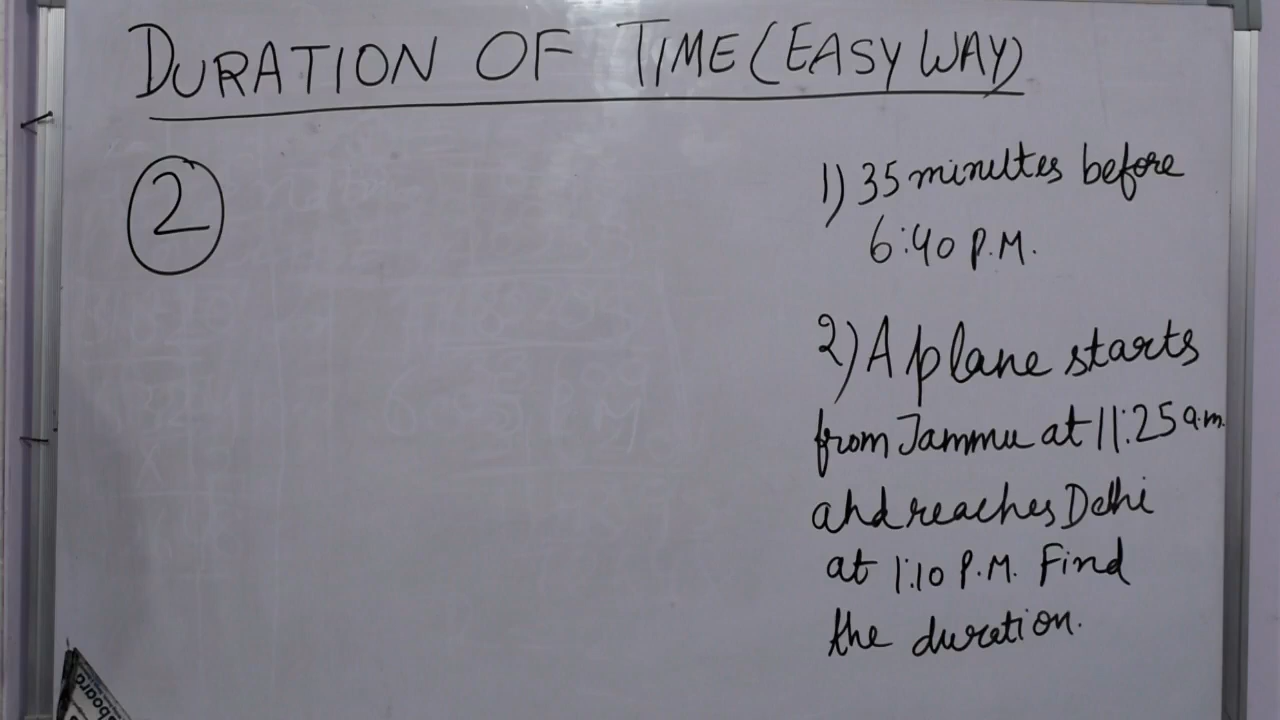 DURATION OF TIME (EASY WAY)
2
1) 35 minutes before
6:40 P.M.
2) A plane starts
from Jammu at 11:25 a.m.
and reaches Delhi
at 1:10 P.M. Find
the duration.